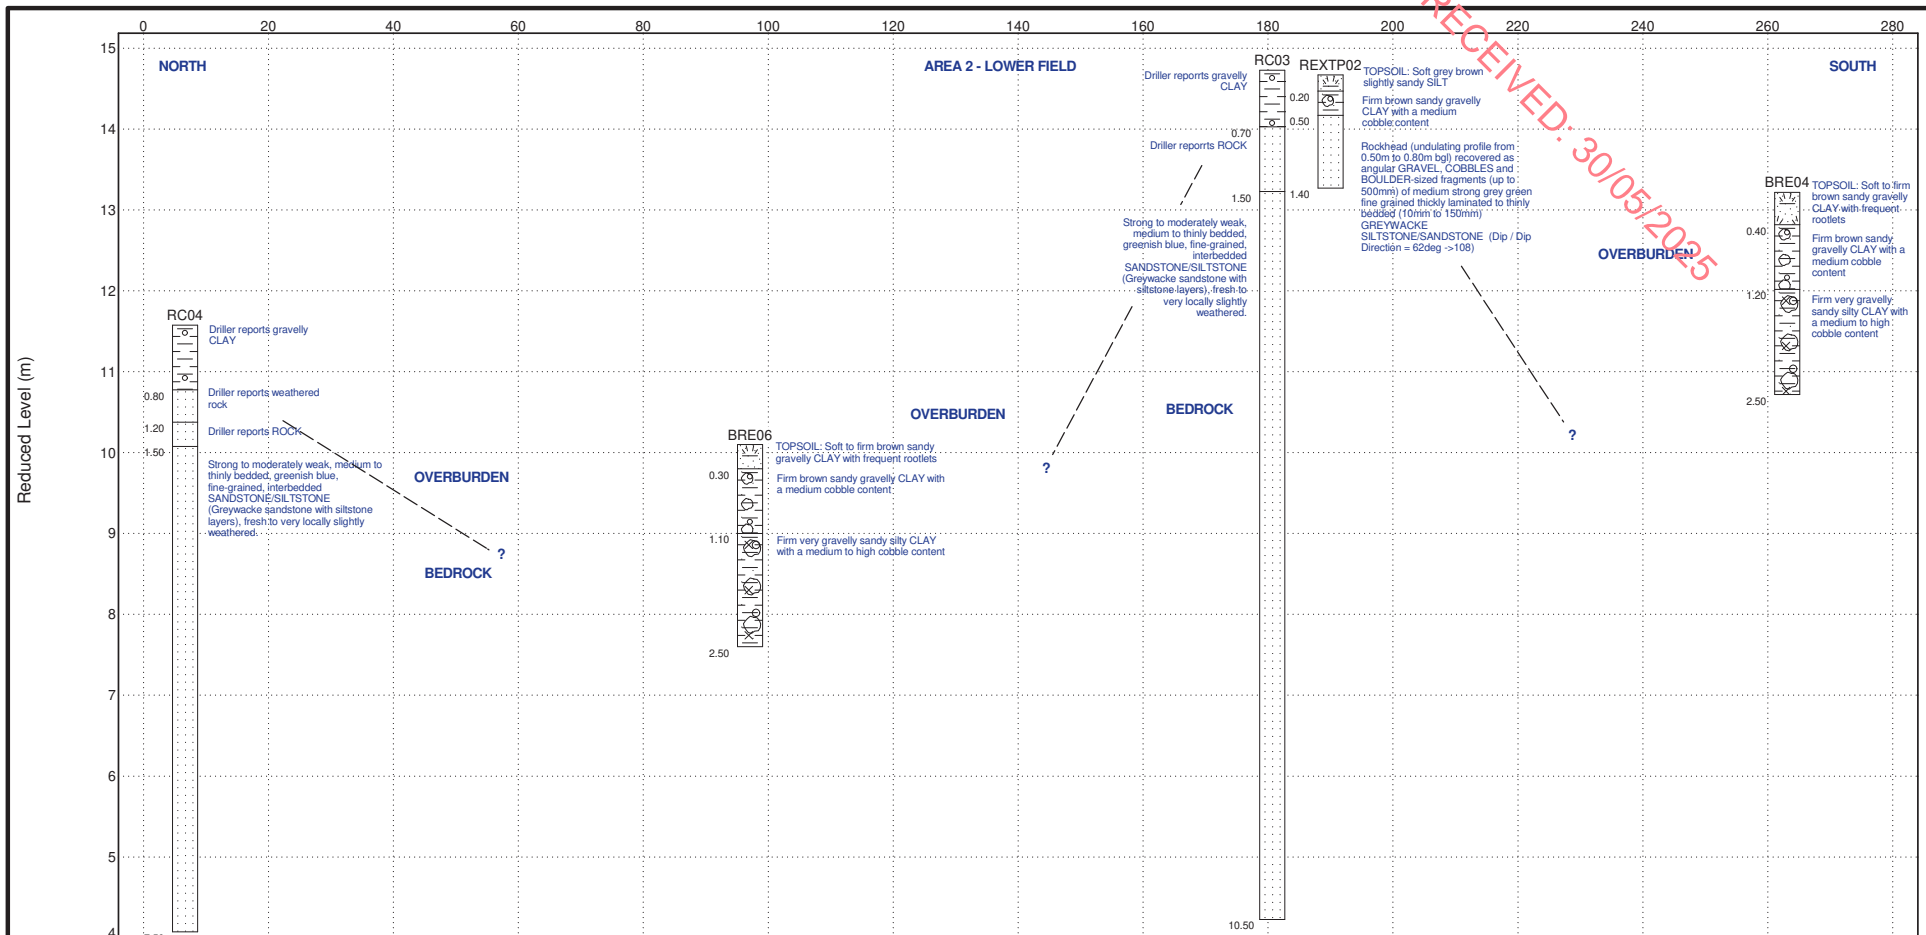 0 20 40 60 80 100 120 140 160 180 200 220 240 260 280
15
14
13
12
11
10
9
8
7
6
5
4
Reduced Level (m)
NORTH
AREA 2 - LOWER FIELD
SOUTH
RECEIVED: 30/05/2025
RC04
Driller reports gravelly
CLAY
0.80
Driller reports weathered
rock
1.20
Driller reports ROCK
1.50
Strong to moderately weak, medium to
thinly bedded, greenish blue,
fine-grained, interbedded
SANDSTONE/SILTSTONE
(Greywacke sandstone with siltstone
layers), fresh to very locally slightly
weathered.
OVERBURDEN
?
BEDROCK
BRE06
TOPSOIL: Soft to firm brown sandy
gravelly CLAY with frequent rootlets
0.30
Firm brown sandy gravelly CLAY with
a medium cobble content
1.10
Firm very gravelly sandy silty CLAY
with a medium to high cobble content
2.50
OVERBURDEN
?
BEDROCK
RC03
Driller reporrts gravelly
CLAY
0.70
Driller reporrts ROCK
1.50
Strong to moderately weak,
medium to thinly bedded,
greenish blue, fine-grained,
interbedded
SANDSTONE/SILTSTONE
(Greywacke sandstone with
siltstone layers), fresh to
very locally slightly
weathered.
10.50
REXTP02
TOPSOIL: Soft grey brown
slightly sandy SILT
0.20
Firm brown sandy gravelly
CLAY with a medium
cobble content
0.50
Rockhead (undulating profile from
0.50m to 0.80m bgl) recovered as
angular GRAVEL, COBBLES and
BOULDER-sized fragments (up to
500mm) of medium strong grey green
fine grained thickly laminated to thinly
bedded (10mm to 150mm)
GREYWACKE
SILTSTONE/SANDSTONE (Dip / Dip
Direction = 62deg ->108)
1.40
OVERBURDEN
?
BRE04
TOPSOIL: Soft to firm
brown sandy gravelly
CLAY with frequent
rootlets
0.40
Firm brown sandy
gravelly CLAY with a
medium cobble
content
1.20
Firm very gravelly
sandy silty CLAY with
a medium to high
cobble content
2.50